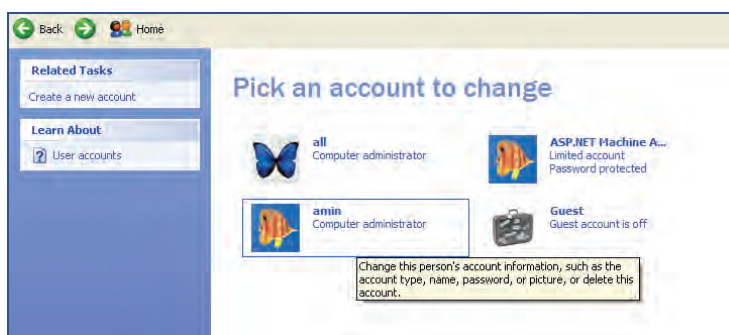 Back Home
Related Tasks
Create a new account
Learn About
User accounts
Pick an account to change
all
Computer administrator
ASP.NET Machine A...
Limited account
Password protected
amin
Computer administrator
Guest
Guest account is off
Change this person's account information, such as the
account type, name, password, or picture, or delete this
account.